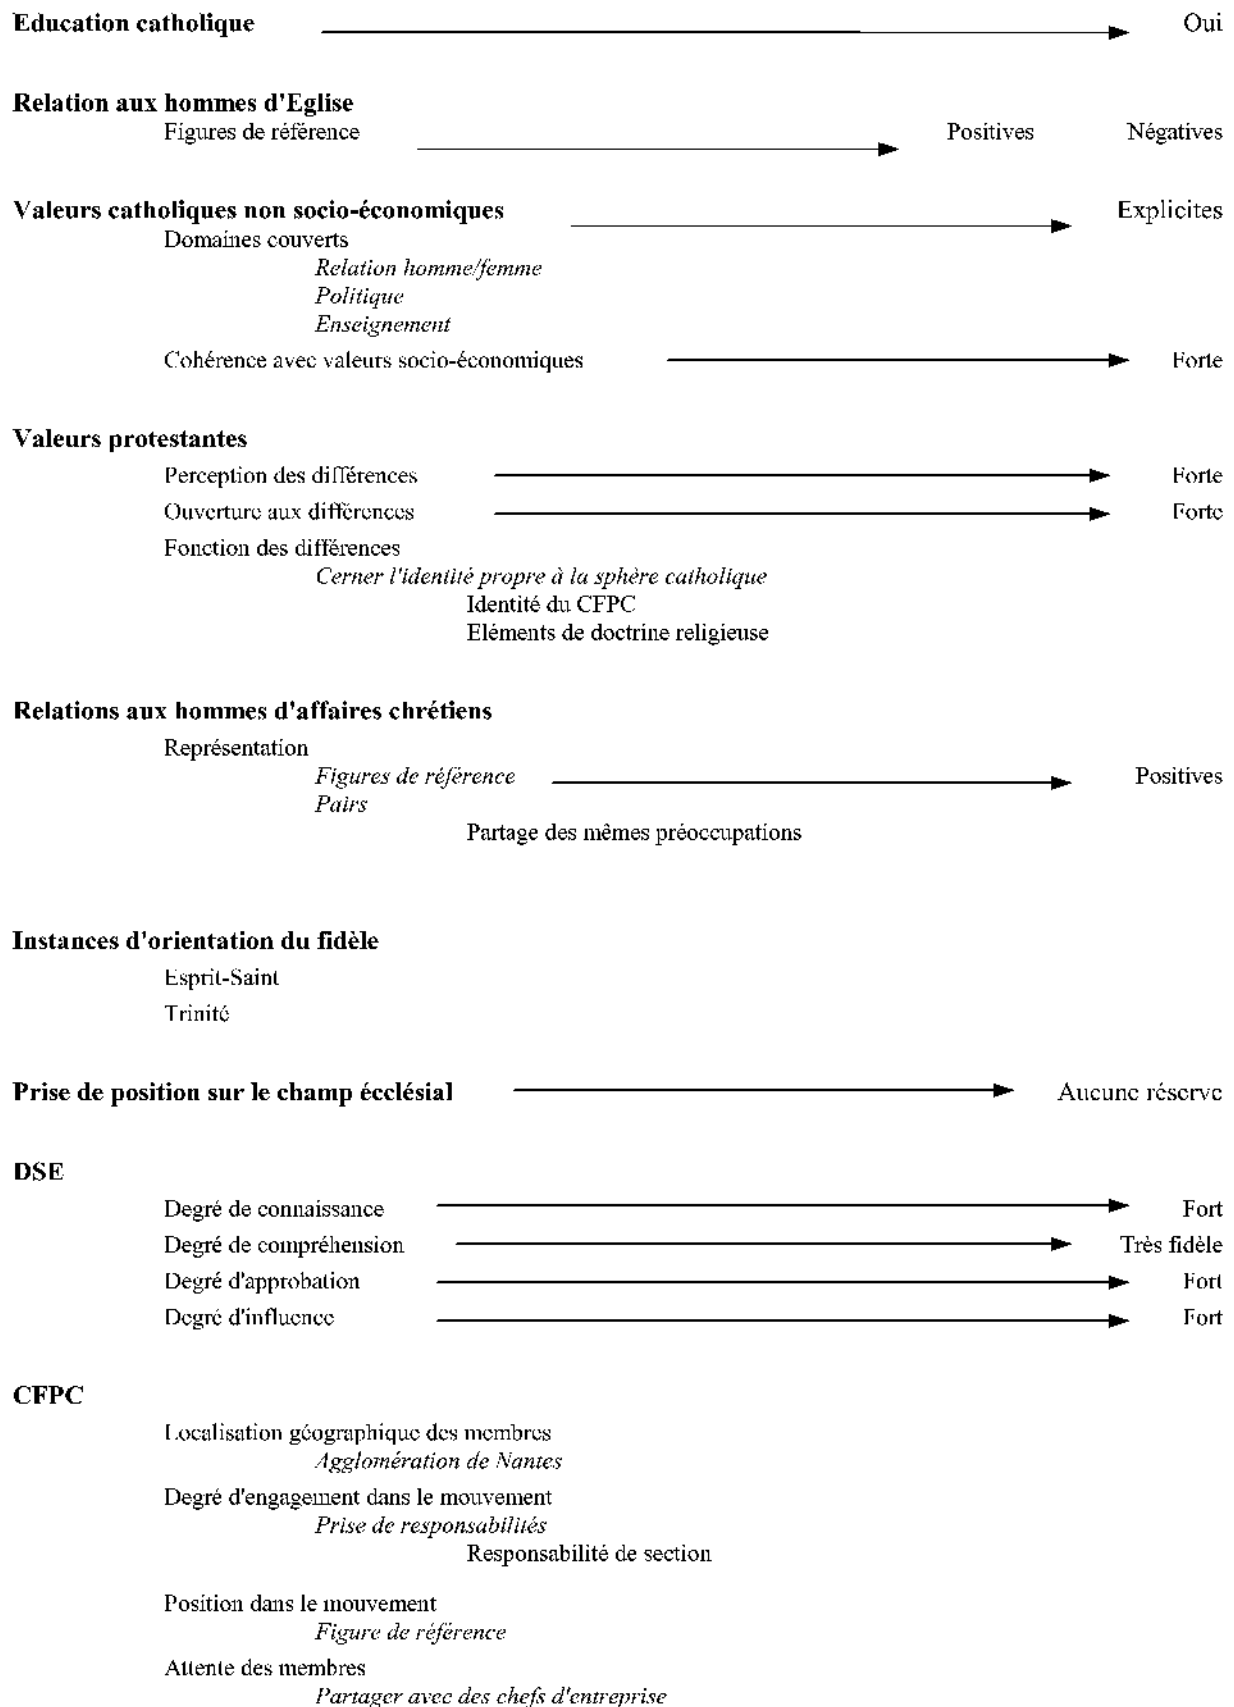 Education catholique Oui
Relation aux hommes d'Eglise
Figures de référence Positives Négatives
Valeurs catholiques non socio-économiques Explicites
Domaines couverts
Relation homme/femme
Politique
Enseignement
Cohérence avec valeurs socio-économiques Forte
Valeurs protestantes
Perception des différences Forte
Ouverture aux différences Forte
Fonction des différences
Cerner l'identité propre à la sphère catholique
Identité du CFPC
Eléments de doctrine religieuse
Relations aux hommes d'affaires chrétiens
Représentation
Figures de référence Positives
Pairs
Partage des mêmes préoccupations
Instances d'orientation du fidèle
Esprit-Saint
Trinité
Prise de position sur le champ écclésial Aucune réserve
DSE
Degré de connaissance Fort
Degré de compréhension Très fidèle
Degré d'approbation Fort
Degré d'influence Fort
CFPC
Localisation géographique des membres
Agglomération de Nantes
Degré d'engagement dans le mouvement
Prise de responsabilités
Responsabilité de section
Position dans le mouvement
Figure de référence
Attente des membres
Partager avec des chefs d'entreprise